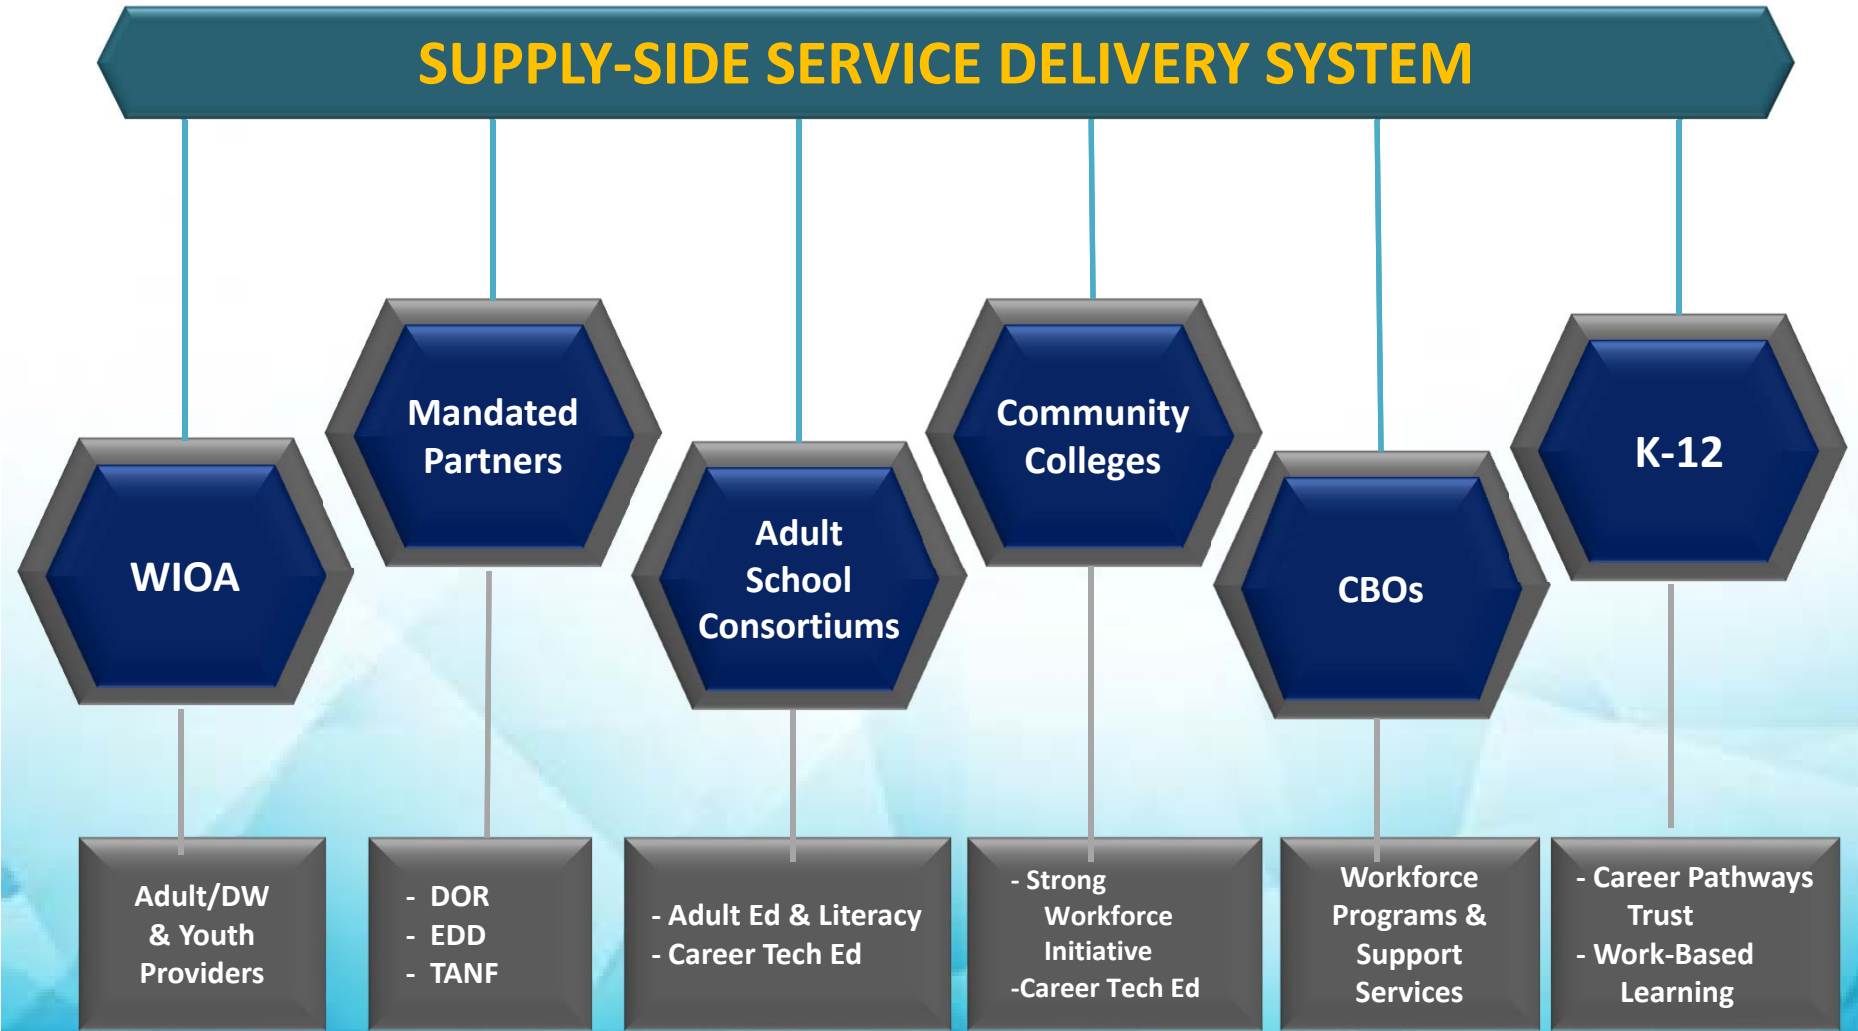 SUPPLY-SIDE SERVICE DELIVERY SYSTEM
WIOA
Mandated
Partners
Adult
School
Consortiums
Community
Colleges
CBOs
K-12
Adult/DW
& Youth
Providers
- DOR
- EDD
- TANF
- Adult Ed & Literacy
- Career Tech Ed
- Strong
Workforce
Initiative
-Career Tech Ed
Workforce
Programs &
Support
Services
- Career Pathways
Trust
- Work-Based
Learning